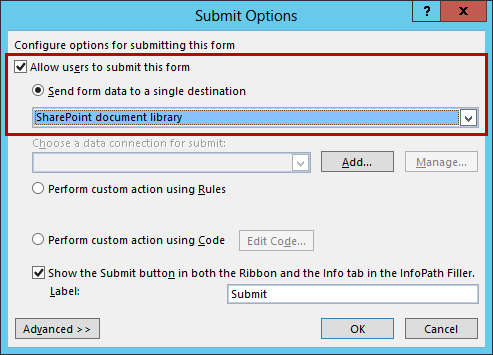 Submit Options
?
X
Configure options for submitting this form
Allow users to submit this form
Send form data to a single destination
SharePoint document library
Choose a data connection for submit:
Add... Manage...
Perform custom action using Rules
Perform custom action using Code Edit Code...
Show the Submit button in both the Ribbon and the Info tab in the InfoPath Filler.
Label: Submit
Advanced >> OK Cancel